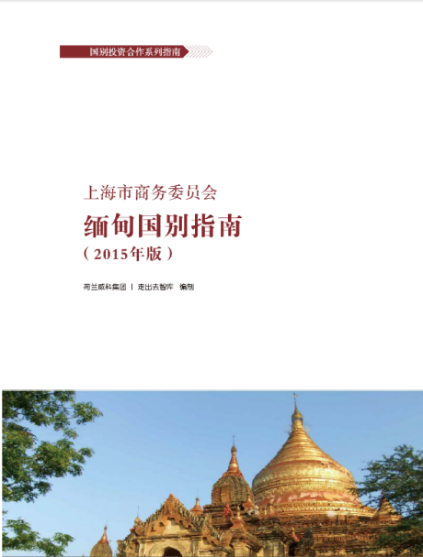 国别投资合作系列指南
上海市商务委员会
缅甸国别指南
（2015年版）
荷兰威科集团 | 走出去智库 编制